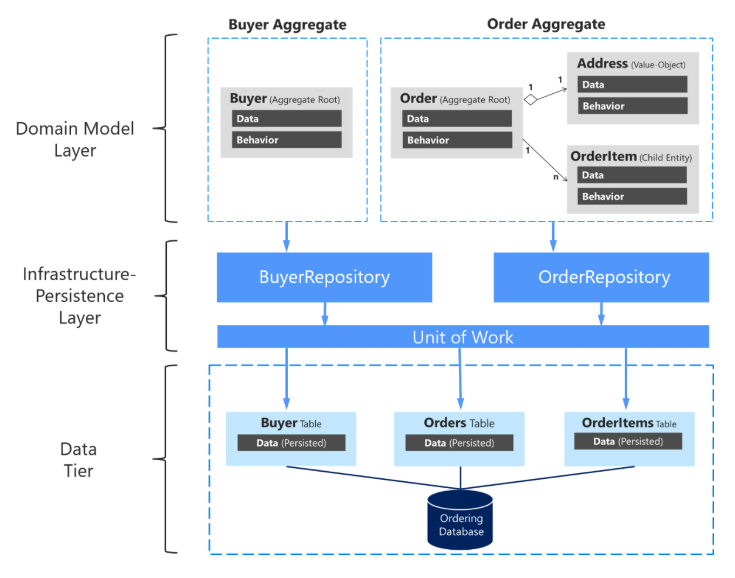 Buyer Aggregate
Order Aggregate
Domain Model
Layer
Buyer (Aggregate Root)
Data
Behavior
Order (Aggregate Root)
Data
Behavior
1
1
Address (Value-Object)
Data
Behavior
1
n
OrderItem (Child Entity)
Data
Behavior
Infrastructure-
Persistence
Layer
BuyerRepository
OrderRepository
Unit of Work
Data
Tier
Buyer Table
Data (Persisted)
Orders Table
Data (Persisted)
OrderItems Table
Data (Persisted)
Ordering
Database